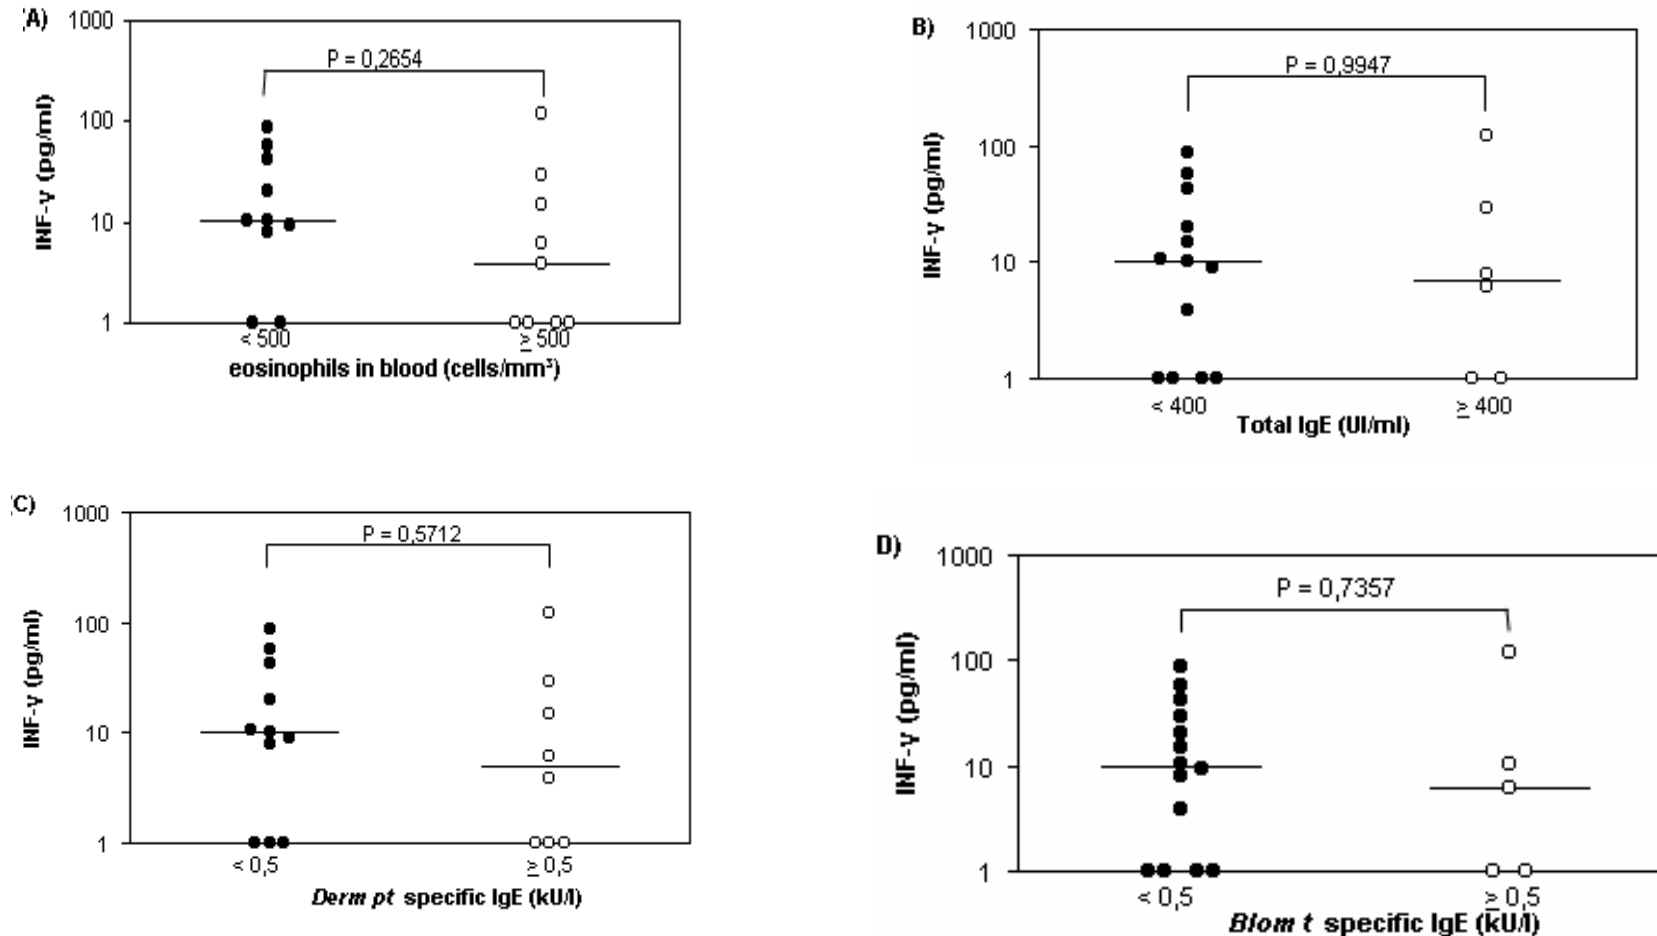 (A)
1000
P = 0,2654
100
10
1
INF-γ (pg/ml)
< 500
≥ 500
eosinophils in blood (cells/mm³)
B)
1000
P = 0,9947
100
10
1
INF-γ (pg/ml)
< 400
≥ 400
Total IgE (UI/ml)
(C)
1000
P = 0,5712
100
10
1
INF-γ (pg/ml)
< 0,5
≥ 0,5
Derm pt specific IgE (kU/l)
D)
1000
P = 0,7357
100
10
1
INF-γ (pg/ml)
< 0,5
≥ 0,5
Blom t specific IgE (kU/l)